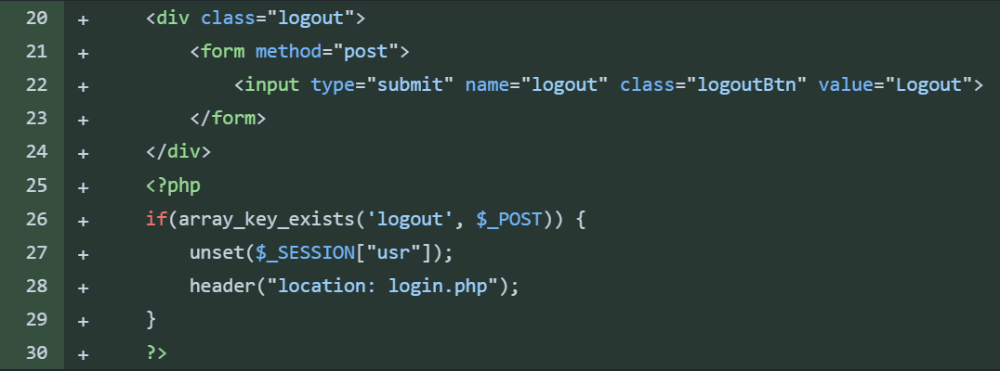 20 + <div class="logout">
21 + <form method="post">
22 + <input type="submit" name="logout" class="logoutBtn" value="Logout">
23 + </form>
24 + </div>
25 + <?php
26 + if(array_key_exists('logout', $_POST)) {
27 + unset($_SESSION["usr"]);
28 + header("location: login.php");
29 + }
30 + ?>